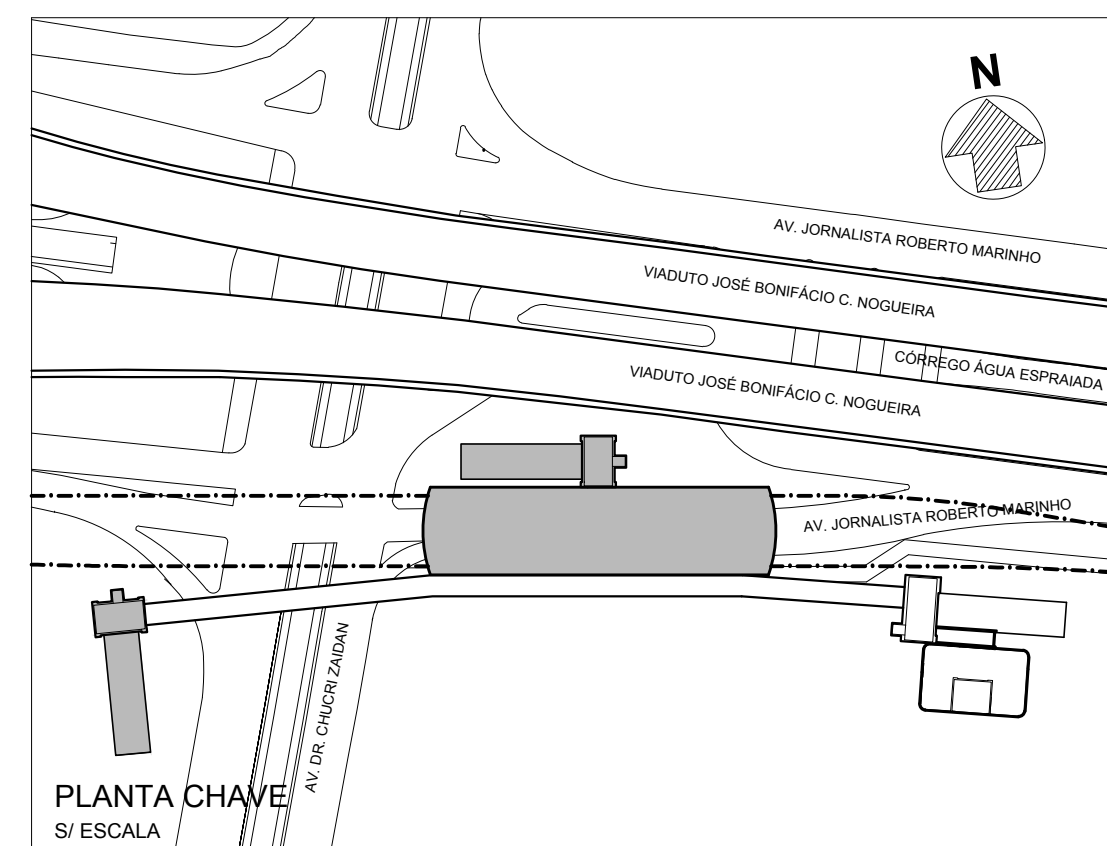 N
AV. JORNALISTA ROBERTO MARINHO
VIADUTO JOSÉ BONIFÁCIO C. NOGUEIRA
CÓRREGO ÁGUA ESPRAIADA
VIADUTO JOSÉ BONIFÁCIO C. NOGUEIRA
AV. JORNALISTA ROBERTO MARINHO
AV. DR. CHUCRI ZAIDAN
PLANTA CHAVE
S/ ESCALA